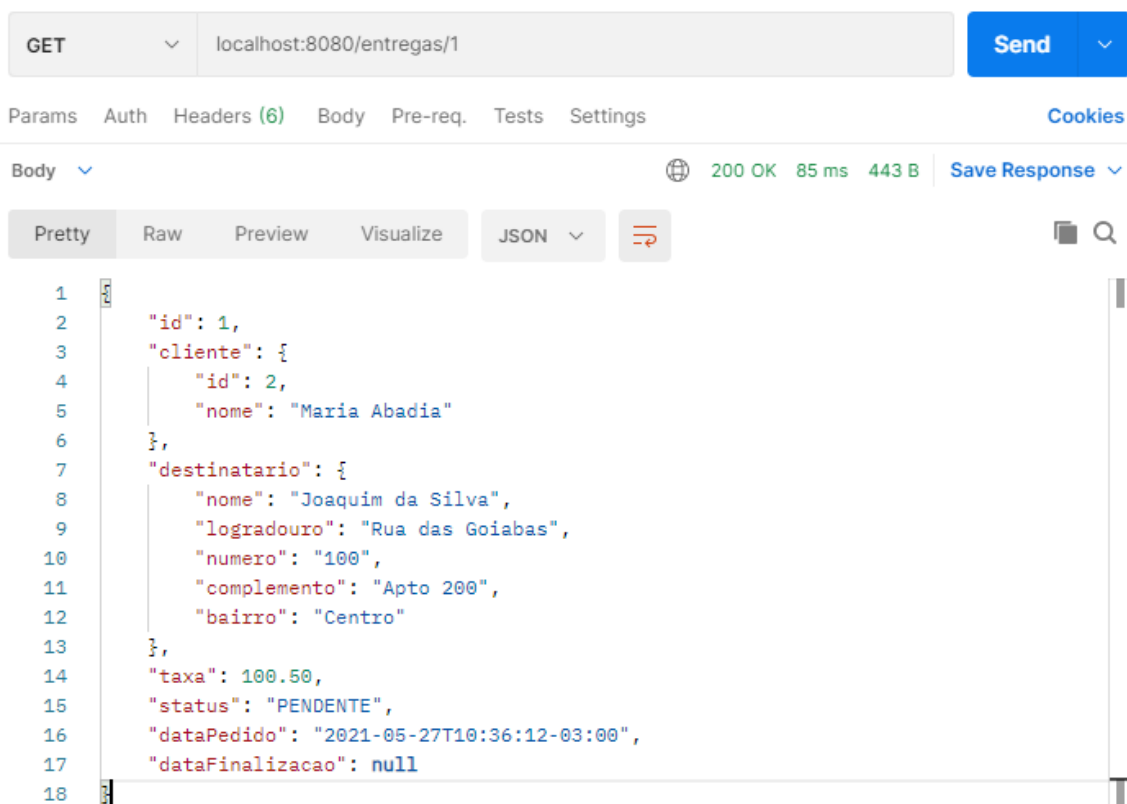 GET localhost:8080/entregas/1 Send
Params Auth Headers (6) Body Pre-req. Tests Settings Cookies
Body 200 OK 85 ms 443 B Save Response
Pretty Raw Preview Visualize JSON
1 {
2 "id": 1,
3 "cliente": {
4 "id": 2,
5 "nome": "Maria Abadia"
6 },
7 "destinatario": {
8 "nome": "Joaquim da Silva",
9 "logradouro": "Rua das Goiabas",
10 "numero": "100",
11 "complemento": "Apto 200",
12 "bairro": "Centro"
13 },
14 "taxa": 100.50,
15 "status": "PENDENTE",
16 "dataPedido": "2021-05-27T10:36:12-03:00",
17 "dataFinalizacao": null
18 }